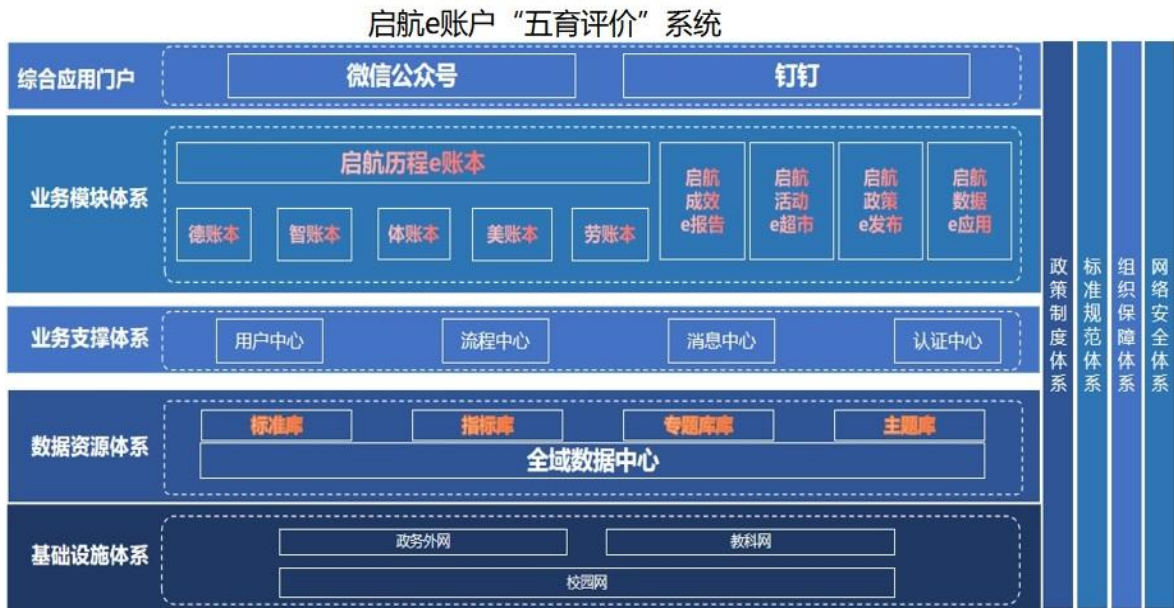 启航e账户“五育评价”系统
综合应用门户
微信公众号
钉钉
业务模块体系
启航历程e账本
德账本
智账本
体账本
美账本
劳账本
启航
成效
e报告
启航
活动
e超市
启航
政策
e发布
启航
数据
e应用
业务支撑体系
用户中心
流程中心
消息中心
认证中心
数据资源体系
标准库
指标库
专题库库
主题库
全域数据中心
基础设施体系
政务外网
教科网
校园网
政策制度体系
标准规范体系
组织保障体系
网络安全体系